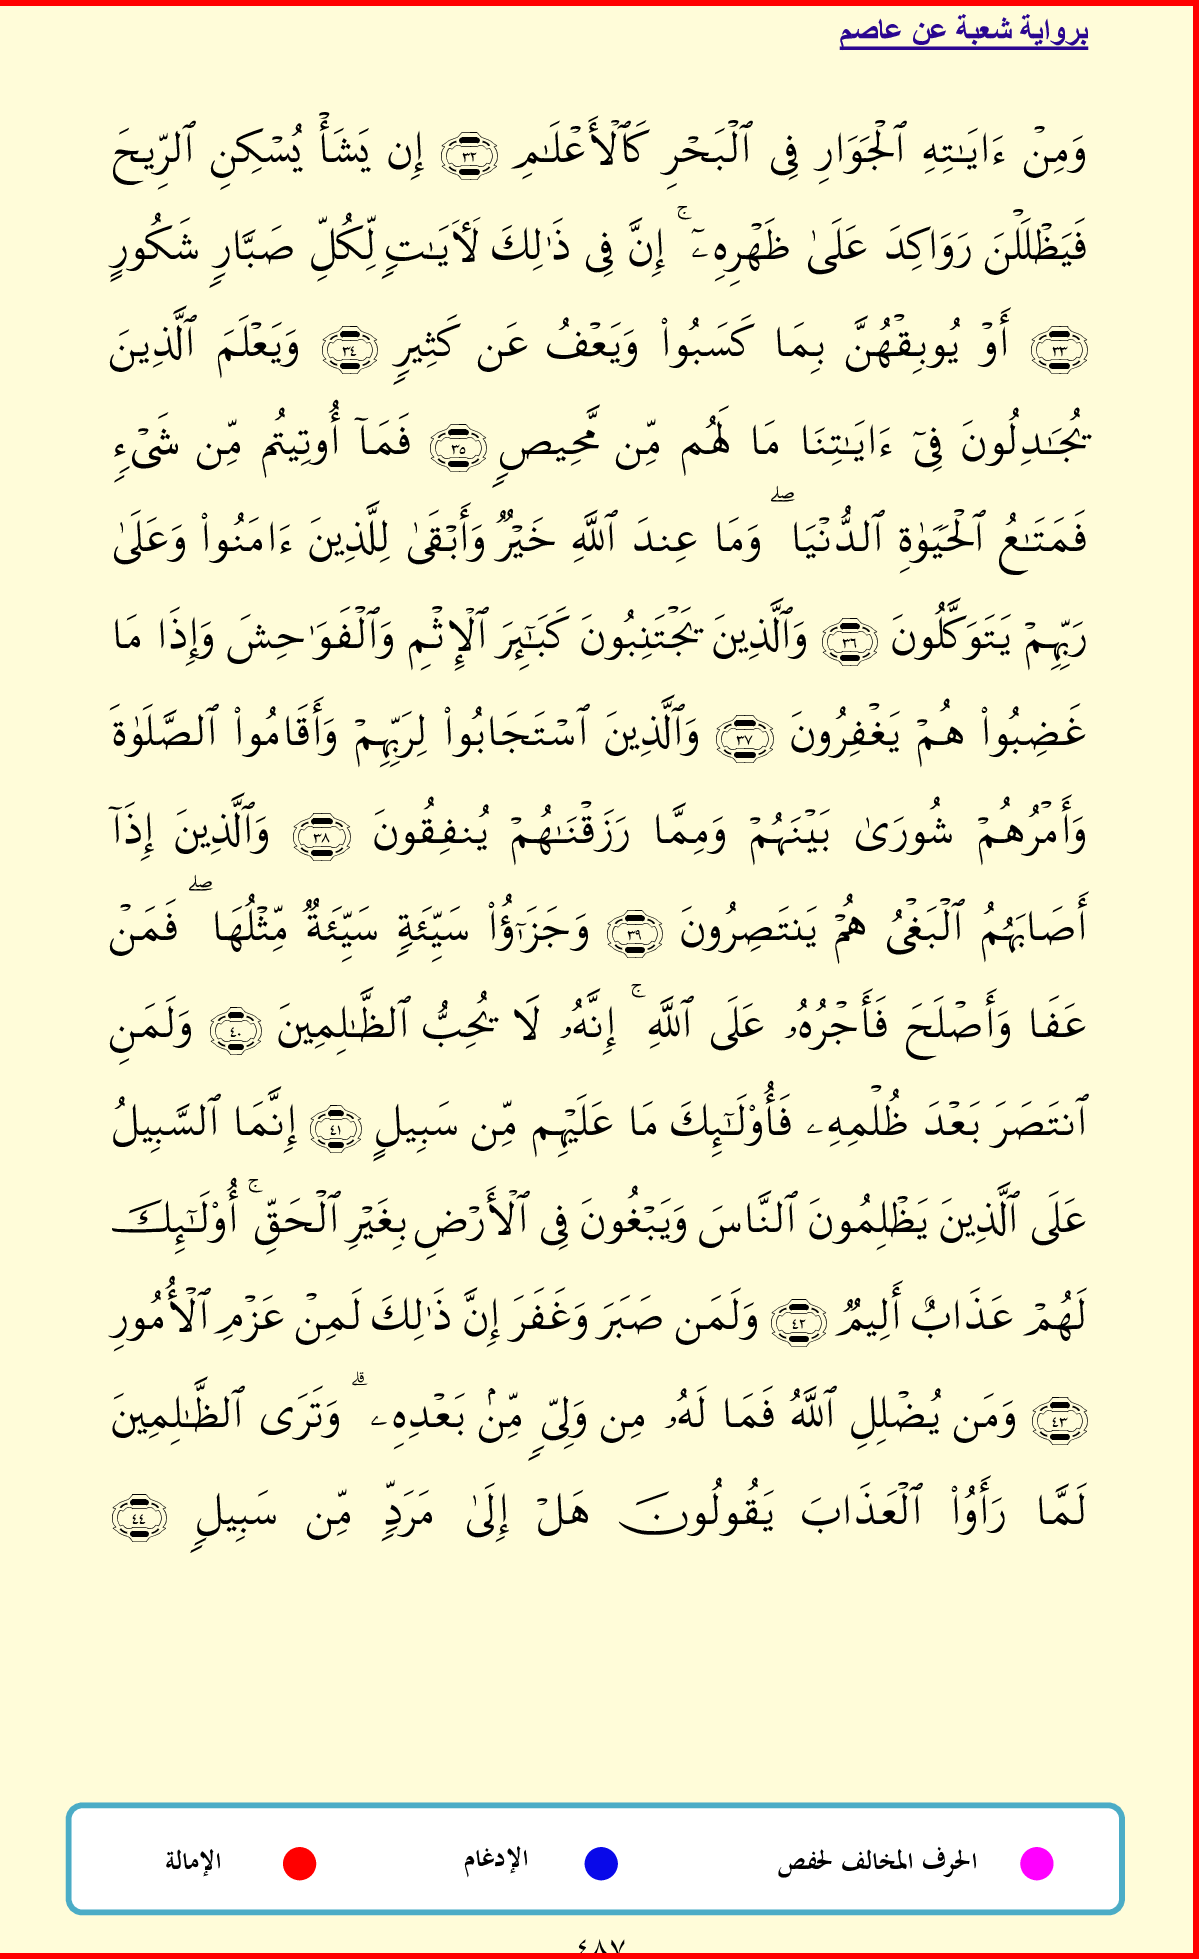 برواية شعبة عن عاصم
وَمِنْ ءَايَـٰتِهِ ٱلْجَوَارِ فِى ٱلْبَحْرِ كَٱلْأَعْلَـٰمِ ٣٢ إِن يَشَأْ يُسْكِنِ ٱلرِّيحَ
فَيَظْلَلْنَ رَوَاكِدَ عَلَىٰ ظَهْرِهِۦٓ ۚ إِنَّ فِى ذَٰلِكَ لَـَٔايَـٰتٍ لِّكُلِّ صَبَّارٍ شَكُورٍ
٣٣ أَوْ يُوبِقْهُنَّ بِمَا كَسَبُوا۟ وَيَعْفُ عَن كَثِيرٍ ٣٤ وَيَعْلَمَ ٱلَّذِينَ
يُجَـٰدِلُونَ فِىٓ ءَايَـٰتِنَا مَا لَهُم مِّن مَّحِيصٍ ٣٥ فَمَآ أُوتِيتُم مِّن شَىْءٍ
فَمَتَـٰعُ ٱلْحَيَوٰةِ ٱلدُّنْيَا ۖ وَمَا عِندَ ٱللَّهِ خَيْرٌ وَأَبْقَىٰ لِلَّذِينَ ءَامَنُوا۟ وَعَلَىٰ
رَبِّهِمْ يَتَوَكَّلُونَ ٣٦ وَٱلَّذِينَ يَجْتَنِبُونَ كَبَـٰٓئِرَ ٱلْإِثْمِ وَٱلْفَوَٰحِشَ وَإِذَا مَا
غَضِبُوا۟ هُمْ يَغْفِرُونَ ٣٧ وَٱلَّذِينَ ٱسْتَجَابُوا۟ لِرَبِّهِمْ وَأَقَامُوا۟ ٱلصَّلَوٰةَ
وَأَمْرُهُمْ شُورَىٰ بَيْنَهُمْ وَمِمَّا رَزَقْنَـٰهُمْ يُنفِقُونَ ٣٨ وَٱلَّذِينَ إِذَآ
أَصَابَهُمُ ٱلْبَغْىُ هُمْ يَنتَصِرُونَ ٣٩ وَجَزَٰٓؤُا۟ سَيِّئَةٍ سَيِّئَةٌ مِّثْلُهَا ۖ فَمَنْ
عَفَا وَأَصْلَحَ فَأَجْرُهُۥ عَلَى ٱللَّهِ ۚ إِنَّهُۥ لَا يُحِبُّ ٱلظَّـٰلِمِينَ ٤٠ وَلَمَنِ
ٱنتَصَرَ بَعْدَ ظُلْمِهِۦ فَأُو۟لَـٰٓئِكَ مَا عَلَيْهِم مِّن سَبِيلٍ ٤١ إِنَّمَا ٱلسَّبِيلُ
عَلَى ٱلَّذِينَ يَظْلِمُونَ ٱلنَّاسَ وَيَبْغُونَ فِى ٱلْأَرْضِ بِغَيْرِ ٱلْحَقِّ ۚ أُو۟لَـٰٓئِكَ
لَهُمْ عَذَابٌ أَلِيمٌ ٤٢ وَلَمَن صَبَرَ وَغَفَرَ إِنَّ ذَٰلِكَ لَمِنْ عَزْمِ ٱلْأُمُورِ
٤٣ وَمَن يُضْلِلِ ٱللَّهُ فَمَا لَهُۥ مِن وَلِىٍّ مِّنۢ بَعْدِهِۦ ۗ وَتَرَى ٱلظَّـٰلِمِينَ
لَمَّا رَأَوُا۟ ٱلْعَذَابَ يَقُولُونَ هَلْ إِلَىٰ مَرَدٍّ مِّن سَبِيلٍ ٤٤
الحرف المخالف لحفص الإدغام الإمالة
٤٨٧